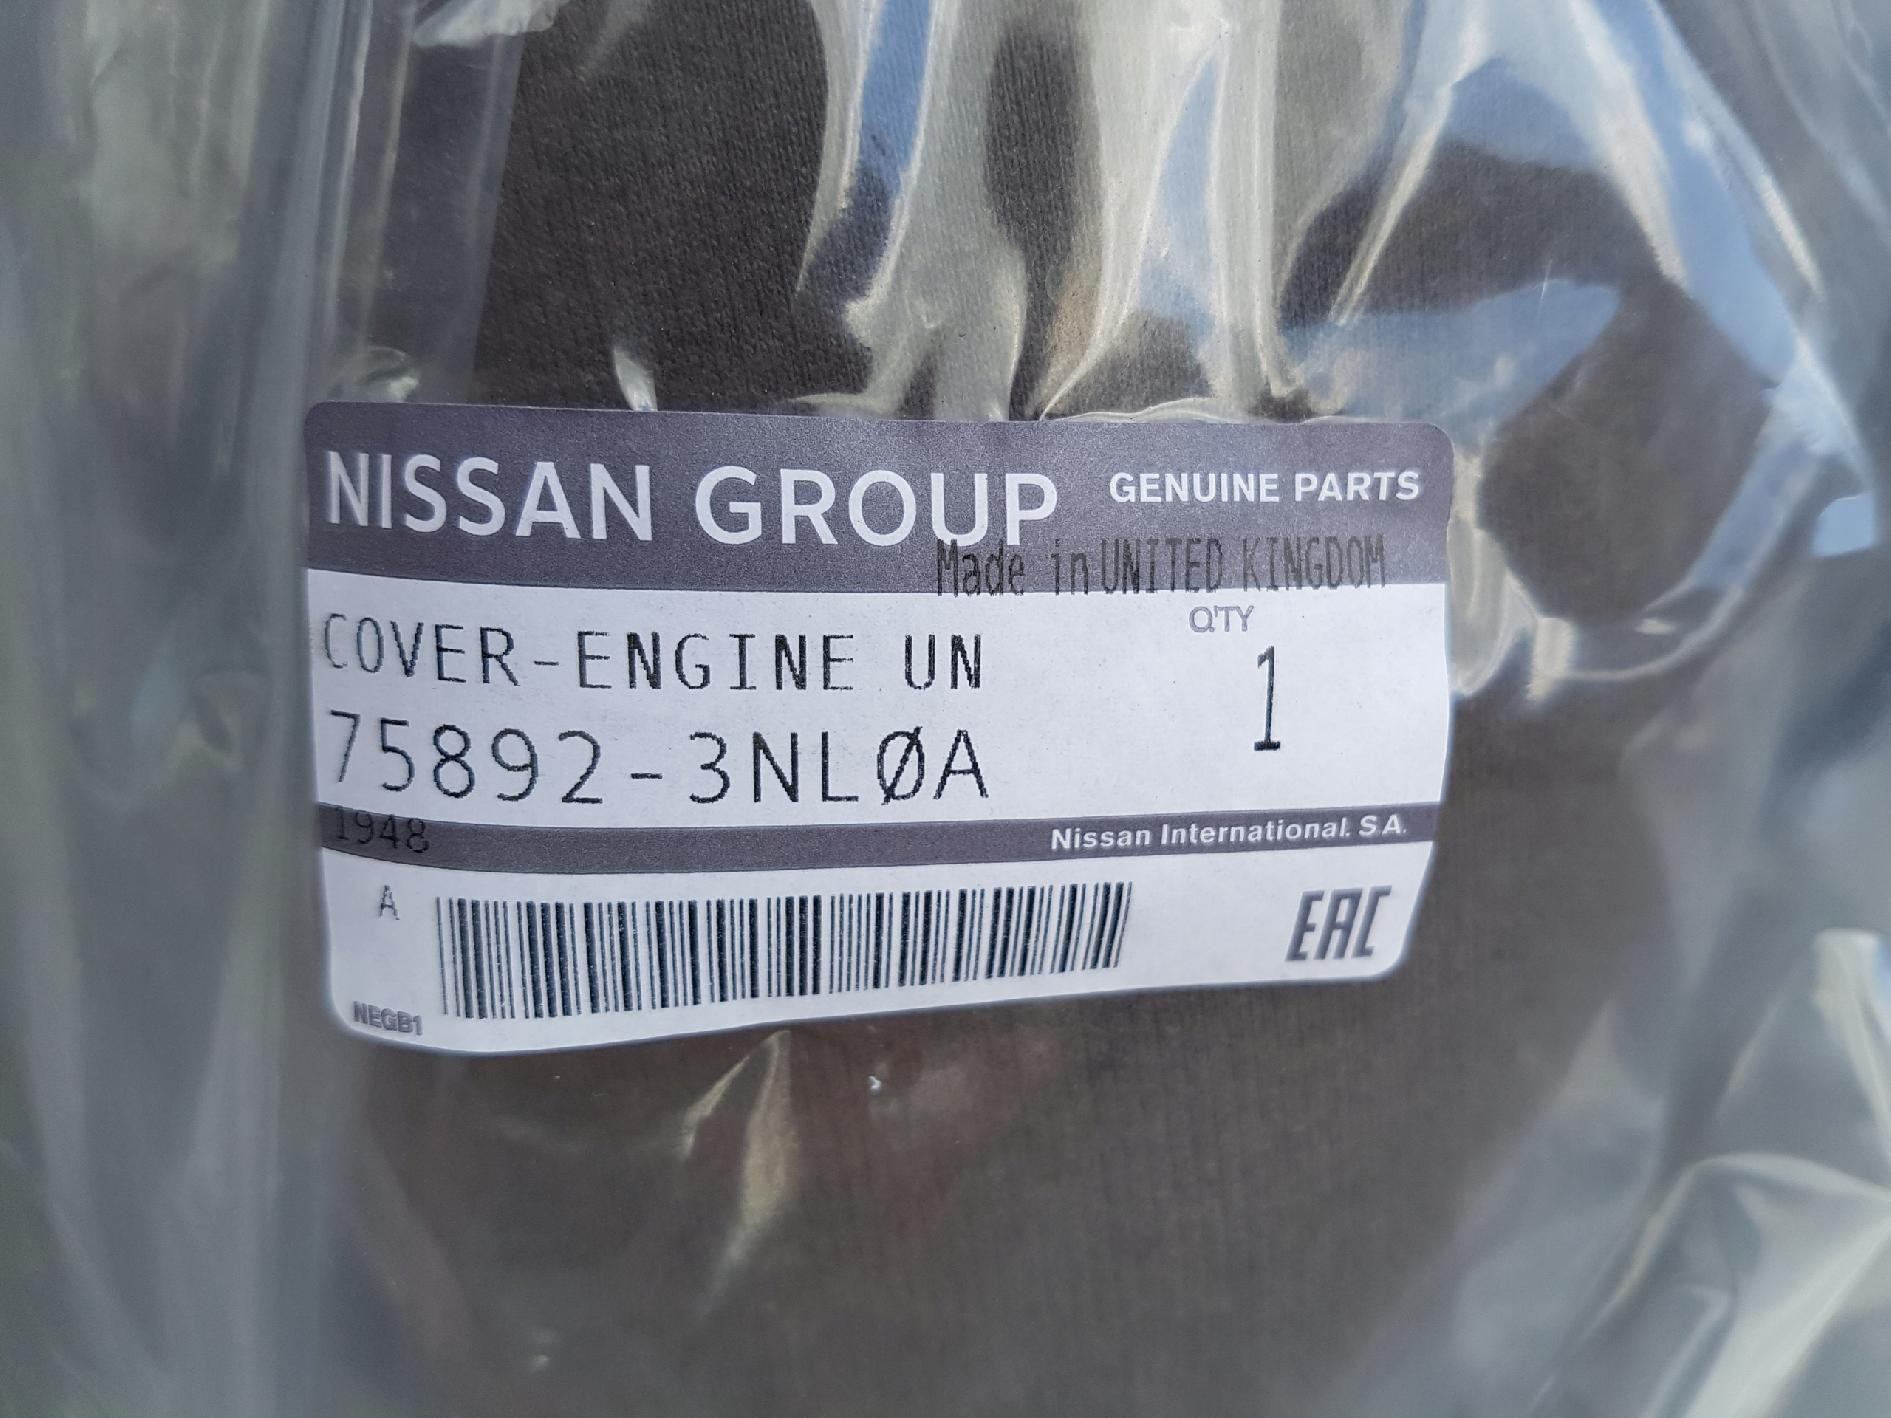 NISSAN GROUP GENUINE PARTS
Made in UNITED KINGDOM
COVER-ENGINE UN
Q'TY
1
75892-3NL0A
1948
Nissan International. S.A.
A
EAC
NEGB1